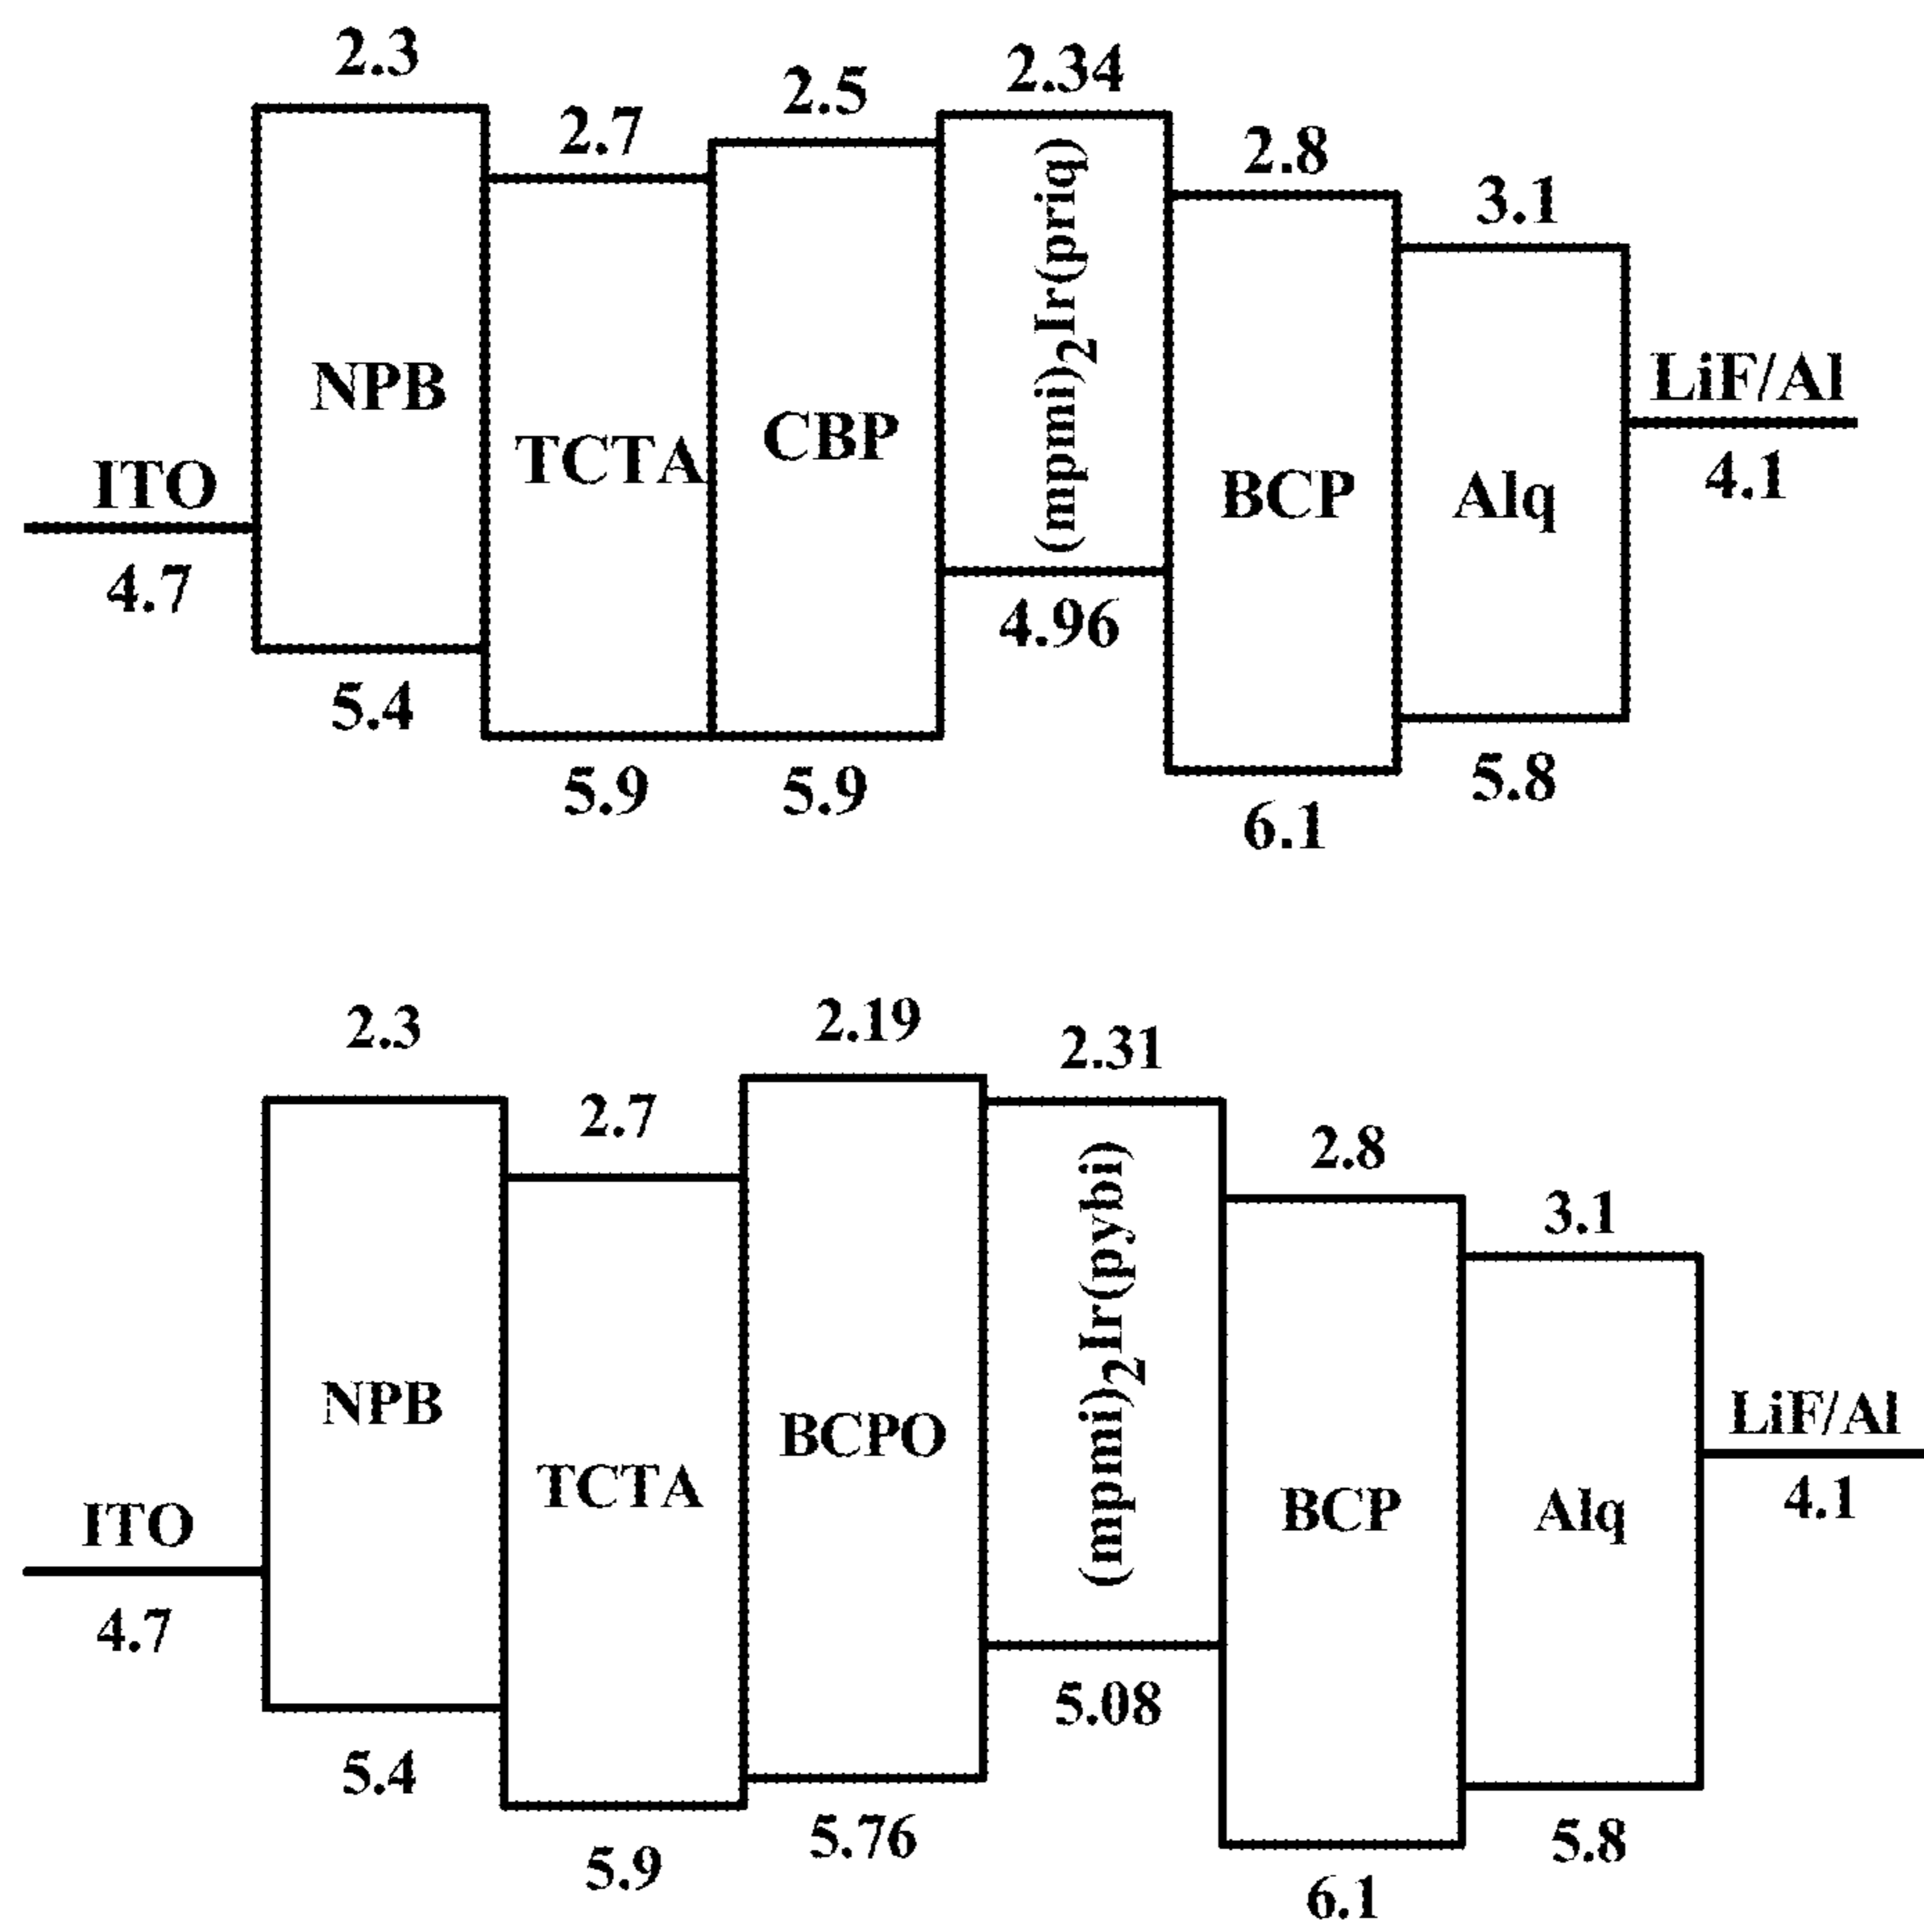 2.3
2.7
2.5
2.34
2.8
3.1
ITO
NPB
TCTA
CBP
(mpmi)2Ir(priq)
BCP
Alq
LiF/Al
4.7
5.4
5.9
5.9
4.96
6.1
5.8
4.1
2.3
2.7
2.19
2.31
2.8
3.1
ITO
NPB
TCTA
BCPO
(mpmi)2Ir(pybi)
BCP
Alq
LiF/Al
4.7
5.4
5.9
5.76
5.08
6.1
5.8
4.1